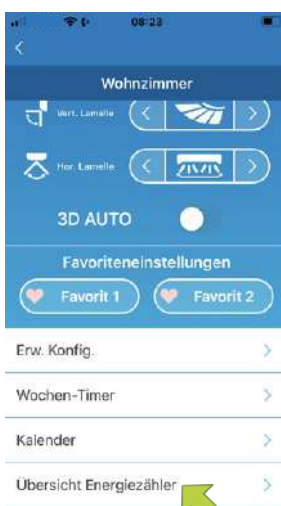 08:23
Wohnzimmer
Vert. Lamelle
Hor. Lamelle
3D AUTO
Favoriteneinstellungen
Favorit 1 Favorit 2
Erw. Konfig.
Wochen-Timer
Kalender
Übersicht Energiezähler